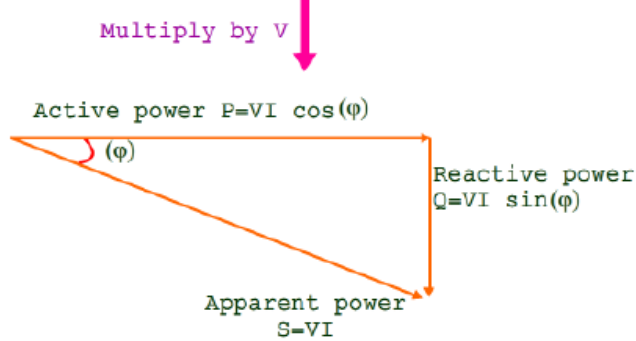 Multiply by V
Active power P=VI cos(φ)
(φ)
Reactive power
Q=VI sin(φ)
Apparent power
S=VI